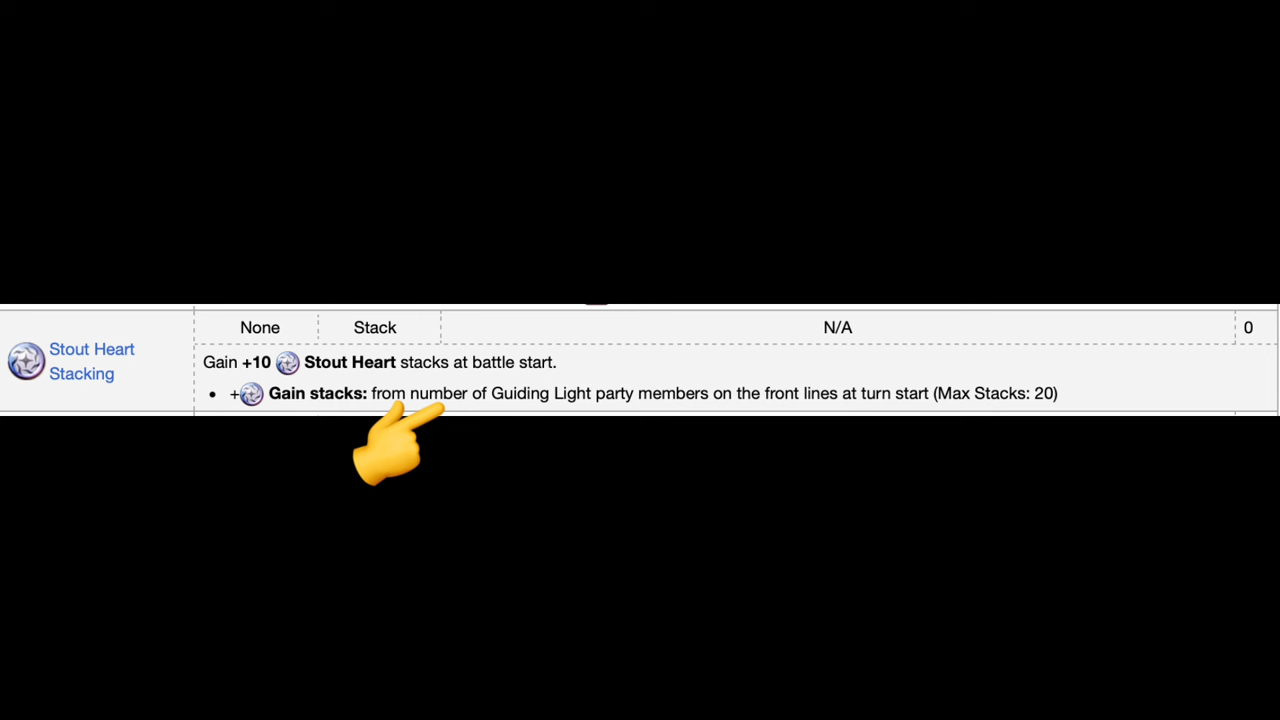 Stout Heart
Stacking
None
Stack
N/A
0
Gain +10 Stout Heart stacks at battle start.
• + Gain stacks: from number of Guiding Light party members on the front lines at turn start (Max Stacks: 20)